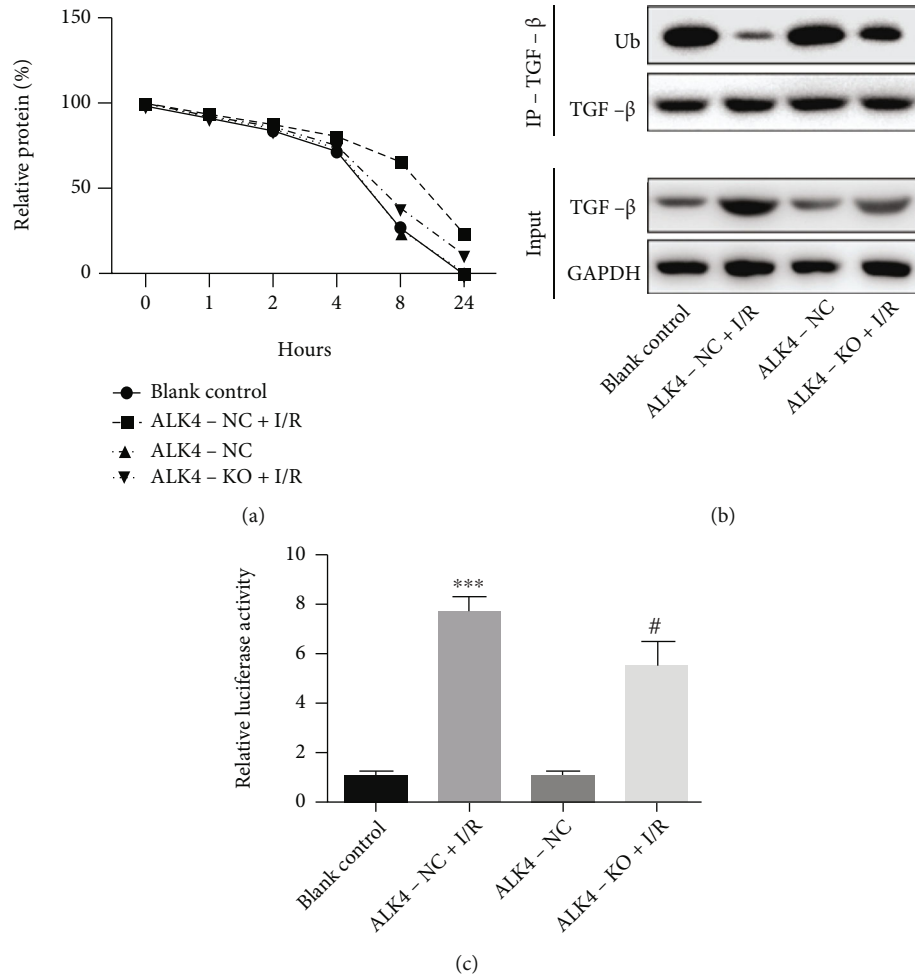 150
100
50
0
Relative protein (%)
0 1 2 4 8 24
Hours
Blank control
ALK4 – NC + I/R
ALK4 – NC
ALK4 – KO + I/R
(a)
IP – TGF – β
Ub
TGF –β
Input
TGF –β
GAPDH
Blank control
ALK4 – NC + I/R
ALK4 – NC
ALK4 – KO + I/R
(b)
10
8
6
4
2
0
Relative luciferase activity
***
#
Blank control
ALK4 – NC + I/R
ALK4 – NC
ALK4 – KO + I/R
(c)